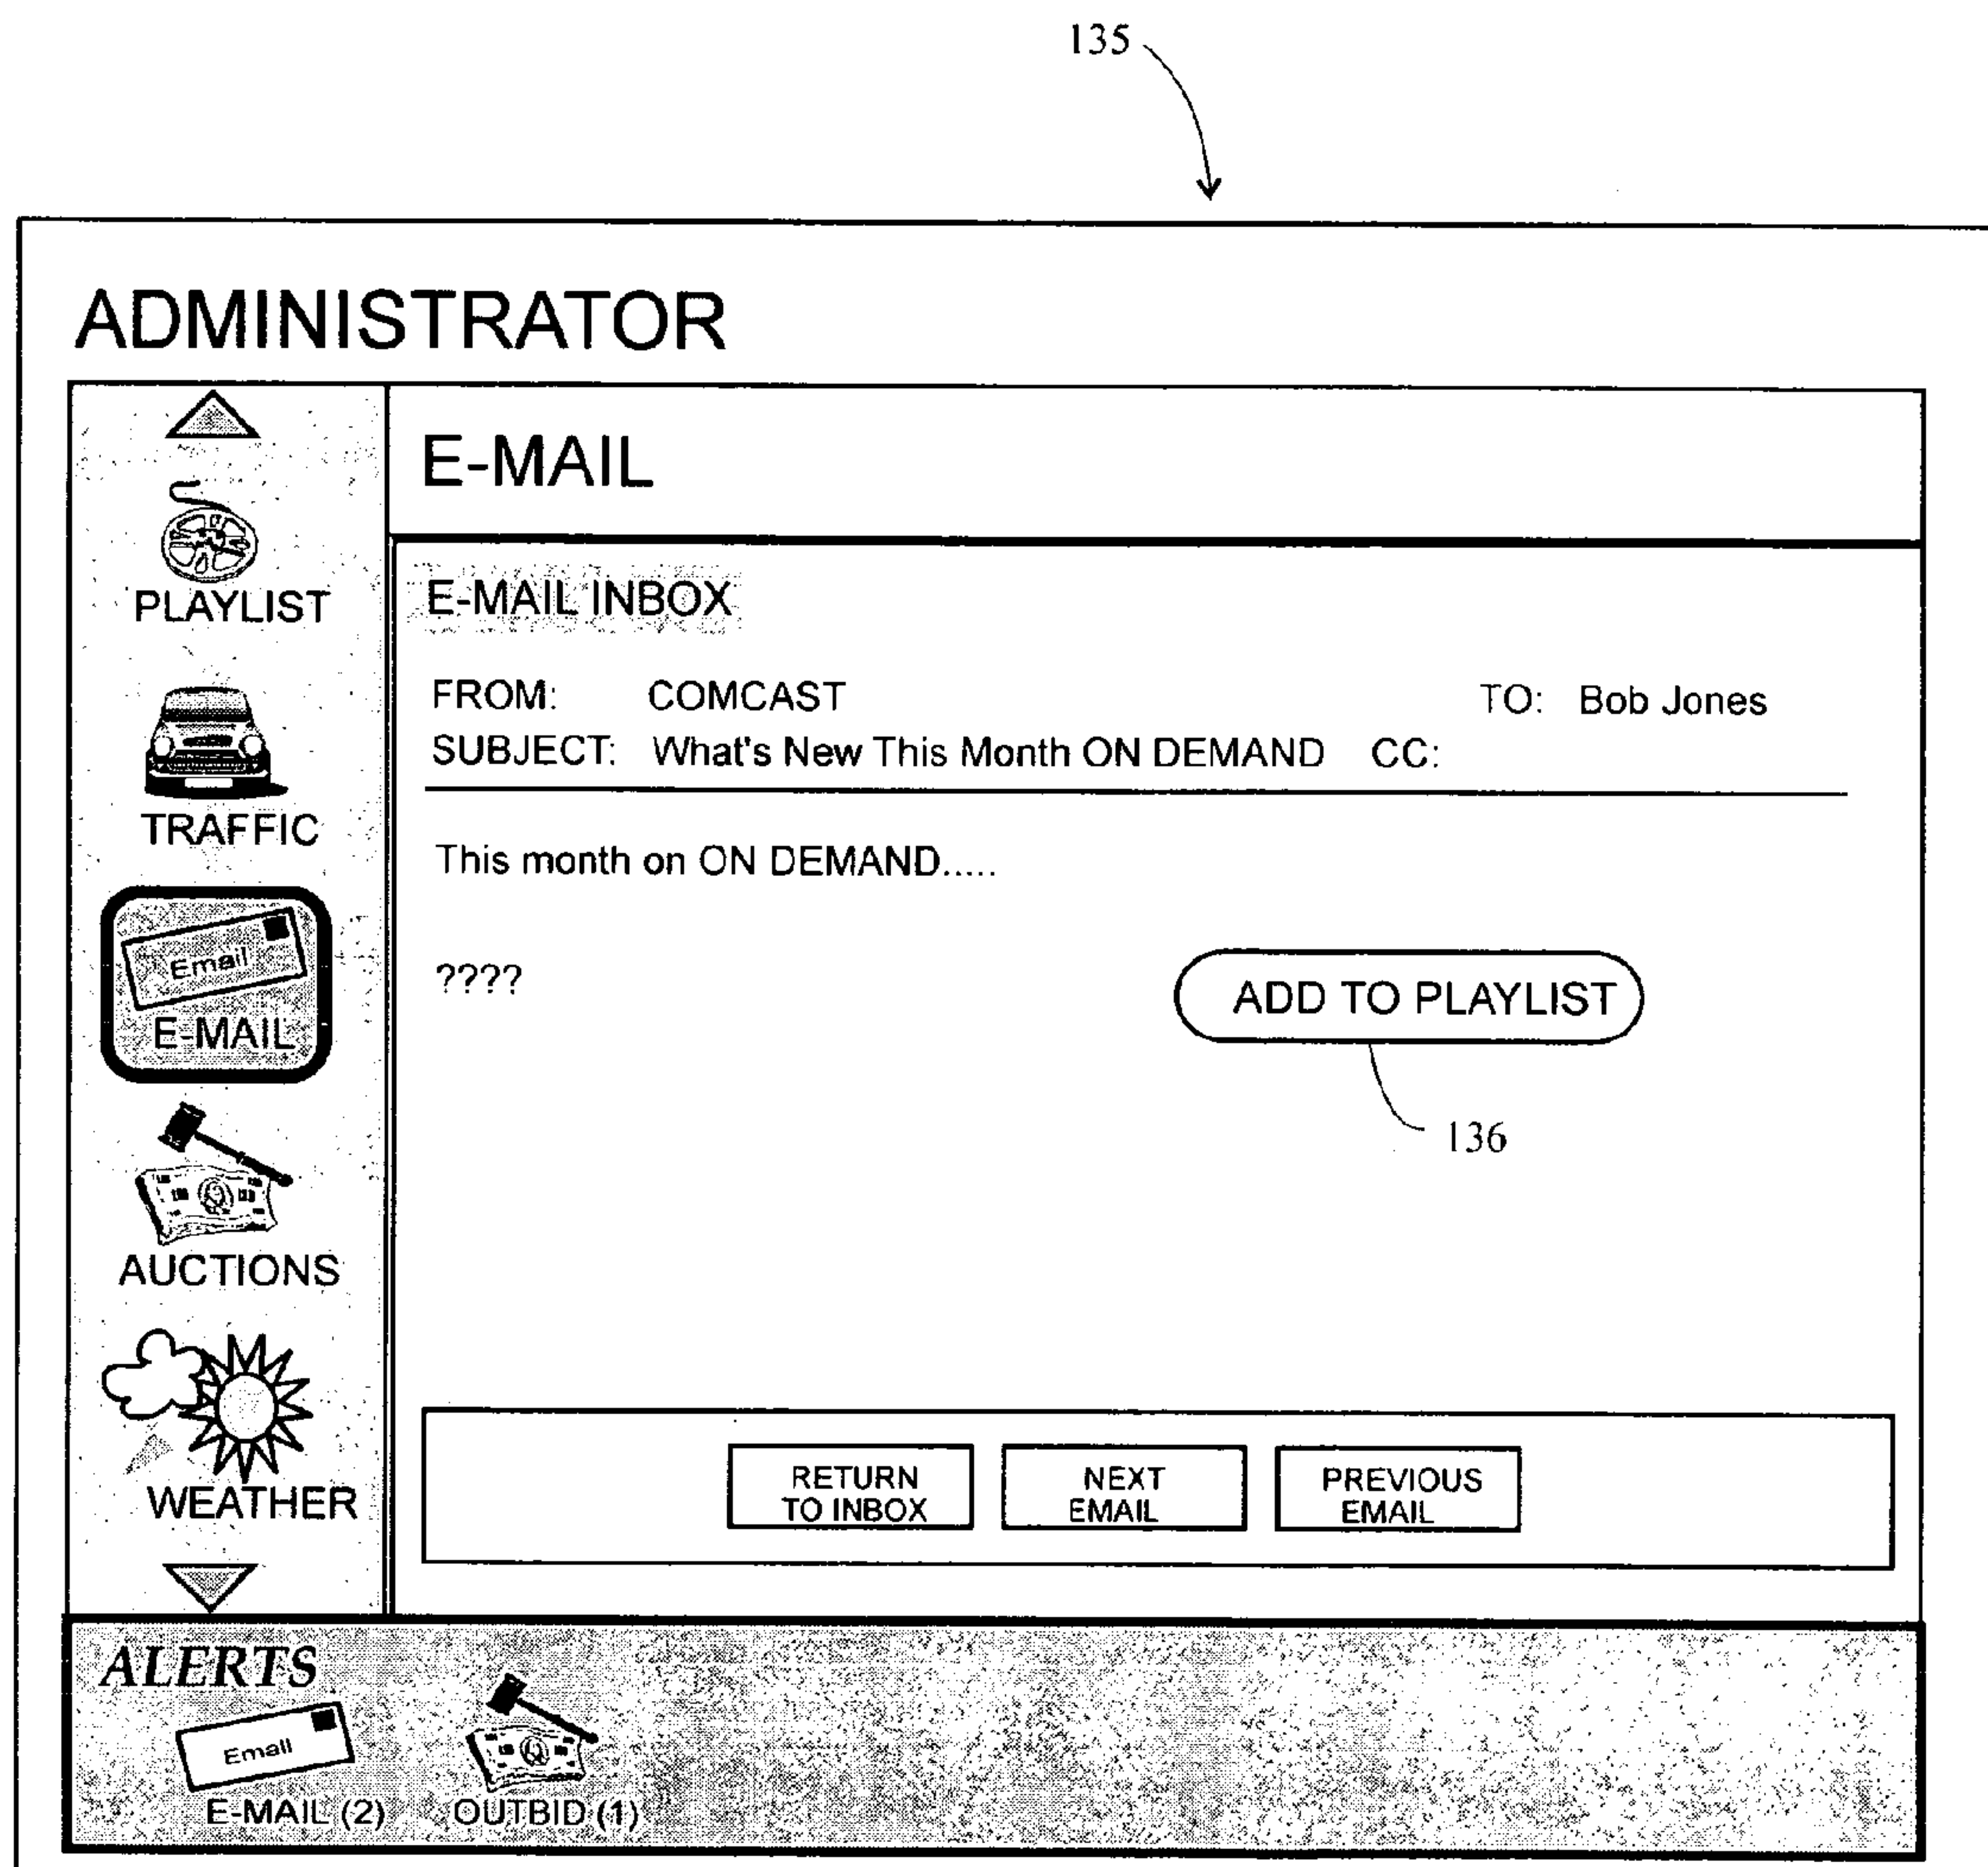 135
ADMINISTRATOR
PLAYLIST
TRAFFIC
Email
E-MAIL
AUCTIONS
WEATHER
E-MAIL
E-MAIL INBOX
FROM: COMCAST TO: Bob Jones
SUBJECT: What's New This Month ON DEMAND CC:
This month on ON DEMAND.....
????
ADD TO PLAYLIST
136
RETURN
TO INBOX
NEXT
EMAIL
PREVIOUS
EMAIL
ALERTS
Email
E-MAIL (2)
OUTBID (1)